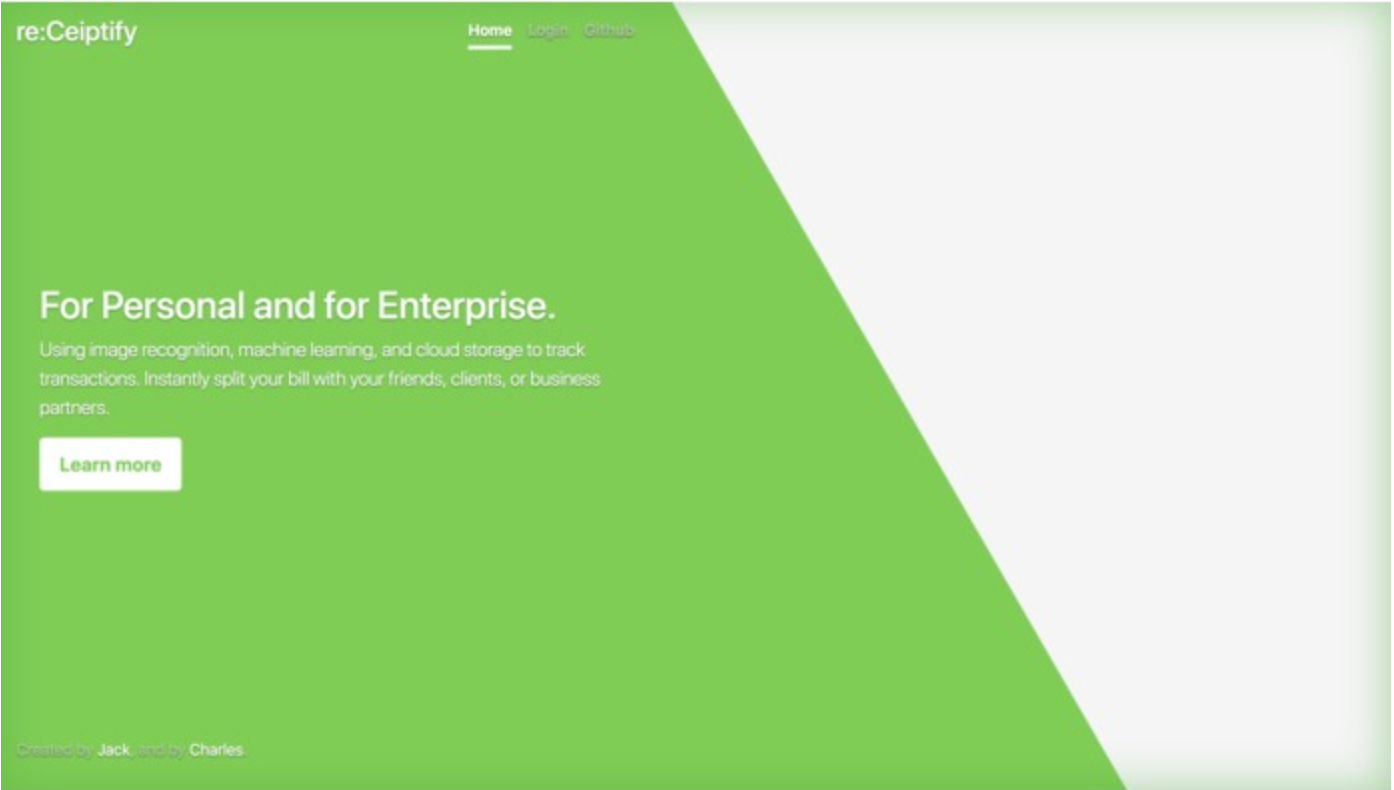 re:Ceiptify
Home Login Github
For Personal and for Enterprise.
Using image recognition, machine learning, and cloud storage to track
transactions. Instantly split your bill with your friends, clients, or business
partners.
Learn more
Created by Jack, and by Charles.